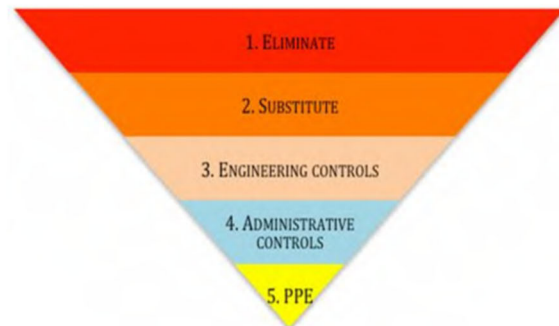 1. ELIMINATE
2. SUBSTITUTE
3. ENGINEERING CONTROLS
4. ADMINISTRATIVE
CONTROLS
5. PPE